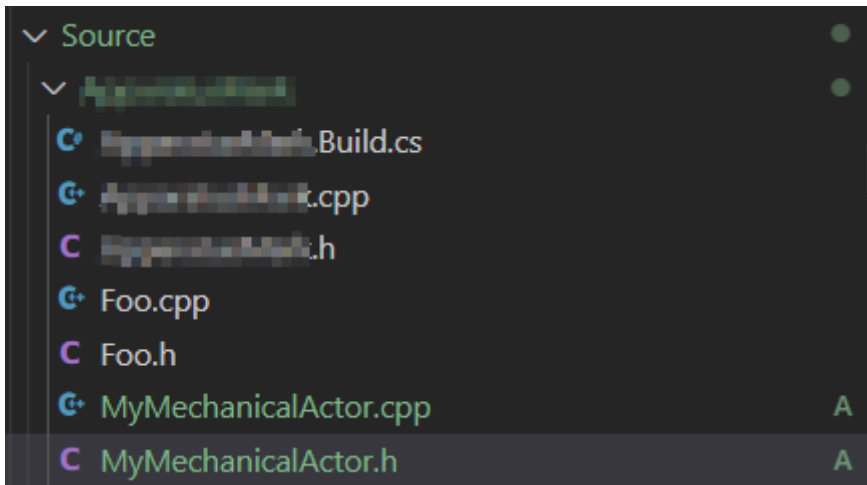 Source
.Build.cs
.cpp
.h
Foo.cpp
Foo.h
MyMechanicalActor.cpp A
MyMechanicalActor.h A